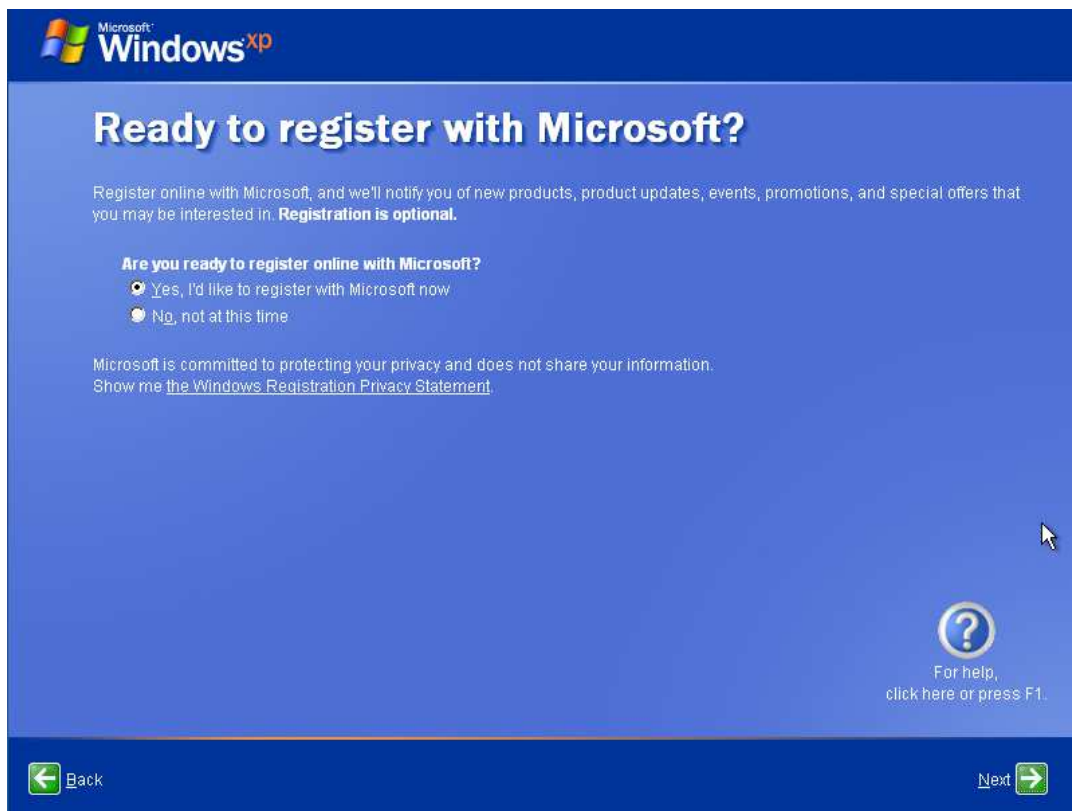 Microsoft®
Windows xp
Ready to register with Microsoft?
Register online with Microsoft, and we'll notify you of new products, product updates, events, promotions, and special offers that
you may be interested in. Registration is optional.
Are you ready to register online with Microsoft?
Yes, I'd like to register with Microsoft now
No, not at this time
Microsoft is committed to protecting your privacy and does not share your information.
Show me the Windows Registration Privacy Statement.
For help,
click here or press F1.
Back
Next